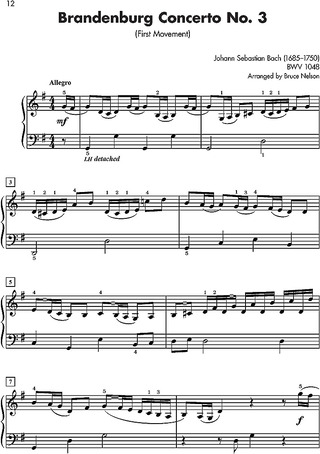 12
Brandenburg Concerto No. 3
(First Movement)
Johann Sebastian Bach (1685–1750)
BWV 1048
Arranged by Bruce Nelson
Allegro
mf
LH detached
3
5
7